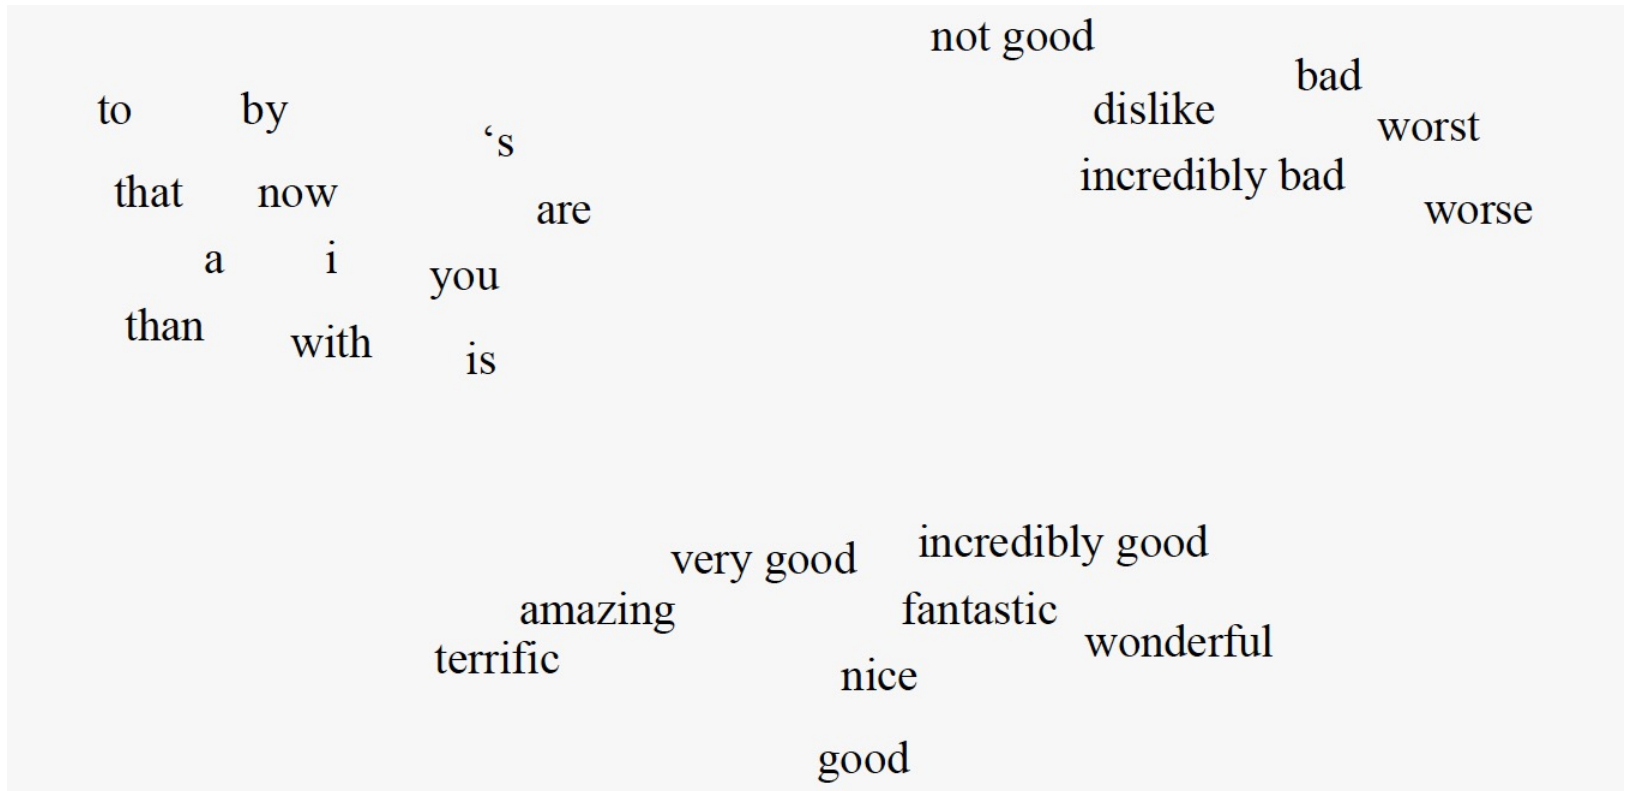 not good
bad
to by
dislike
worst
‘s
incredibly bad
that now
are
worse
a i
you
than
with
is
incredibly good
very good
amazing
fantastic
wonderful
terrific
nice
good